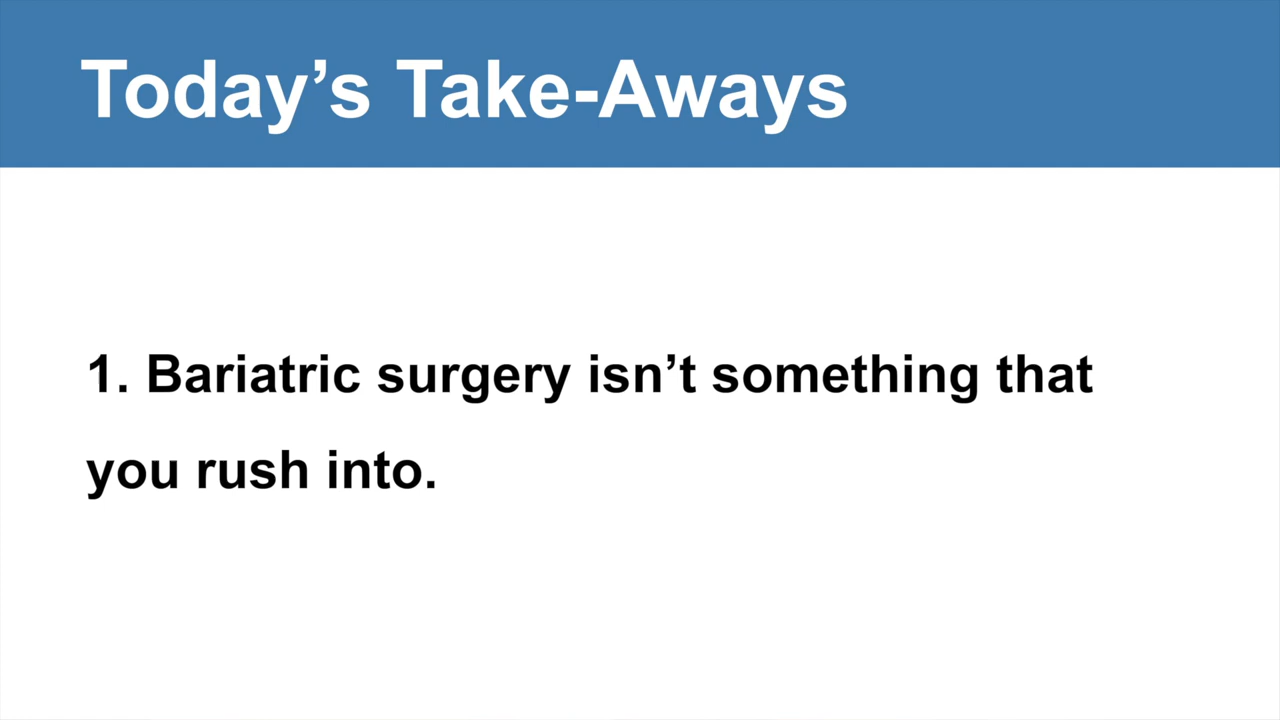 Today’s Take-Aways
1. Bariatric surgery isn’t something that
you rush into.